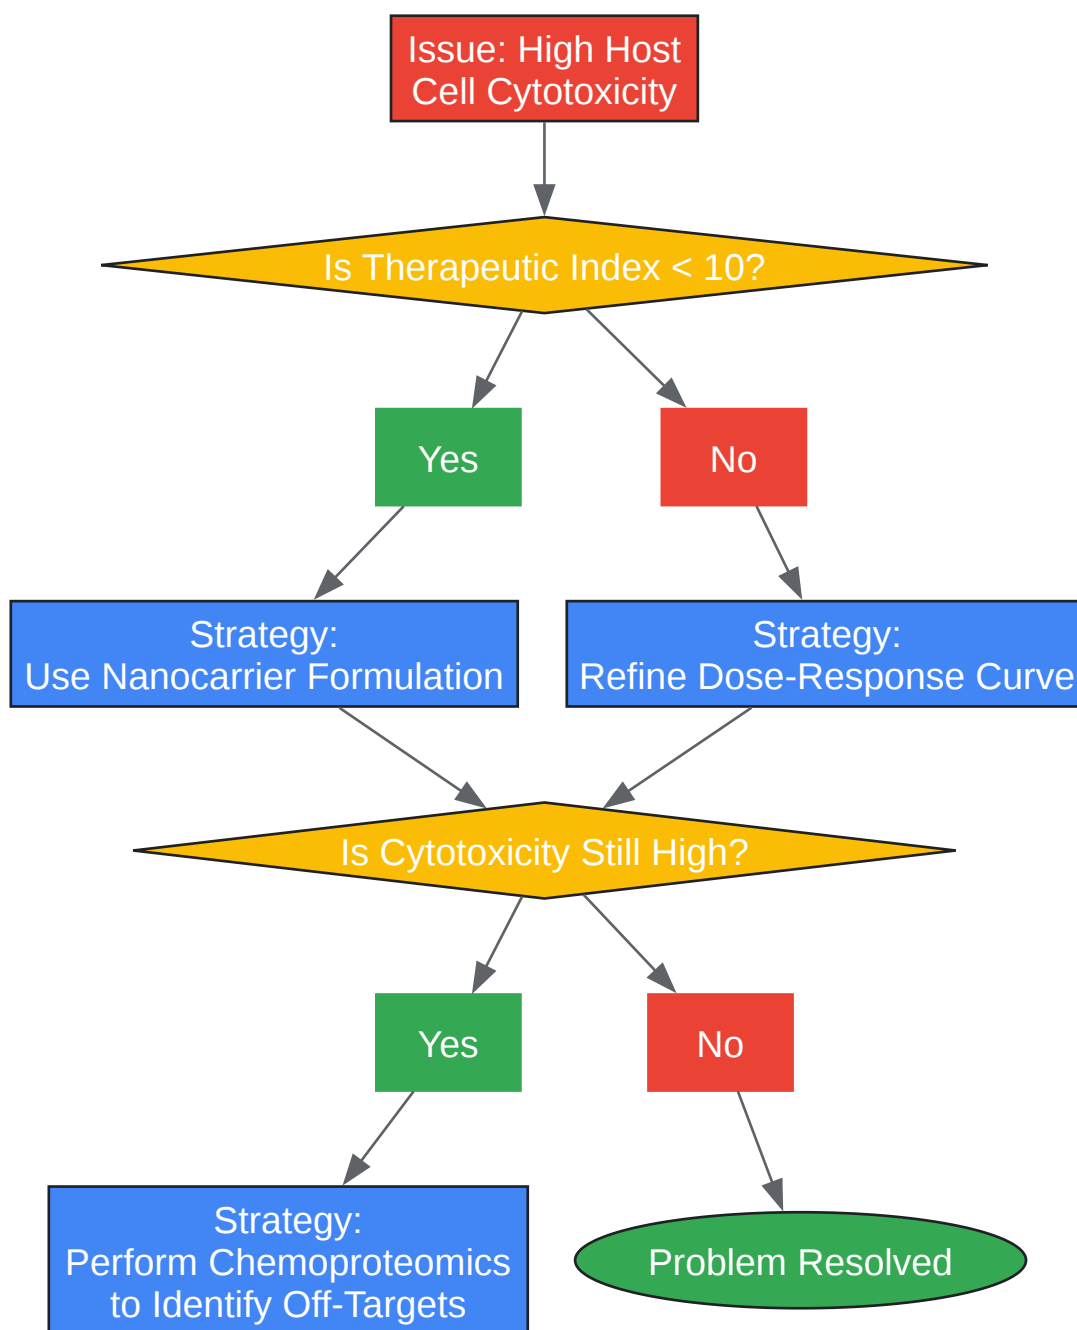 Issue: High Host
Cell Cytotoxicity
Is Therapeutic Index < 10?
Yes
No
Strategy:
Use Nanocarrier Formulation
Strategy:
Refine Dose-Response Curve
Is Cytotoxicity Still High?
Yes
No
Strategy:
Perform Chemoproteomics
to Identify Off-Targets
Problem Resolved